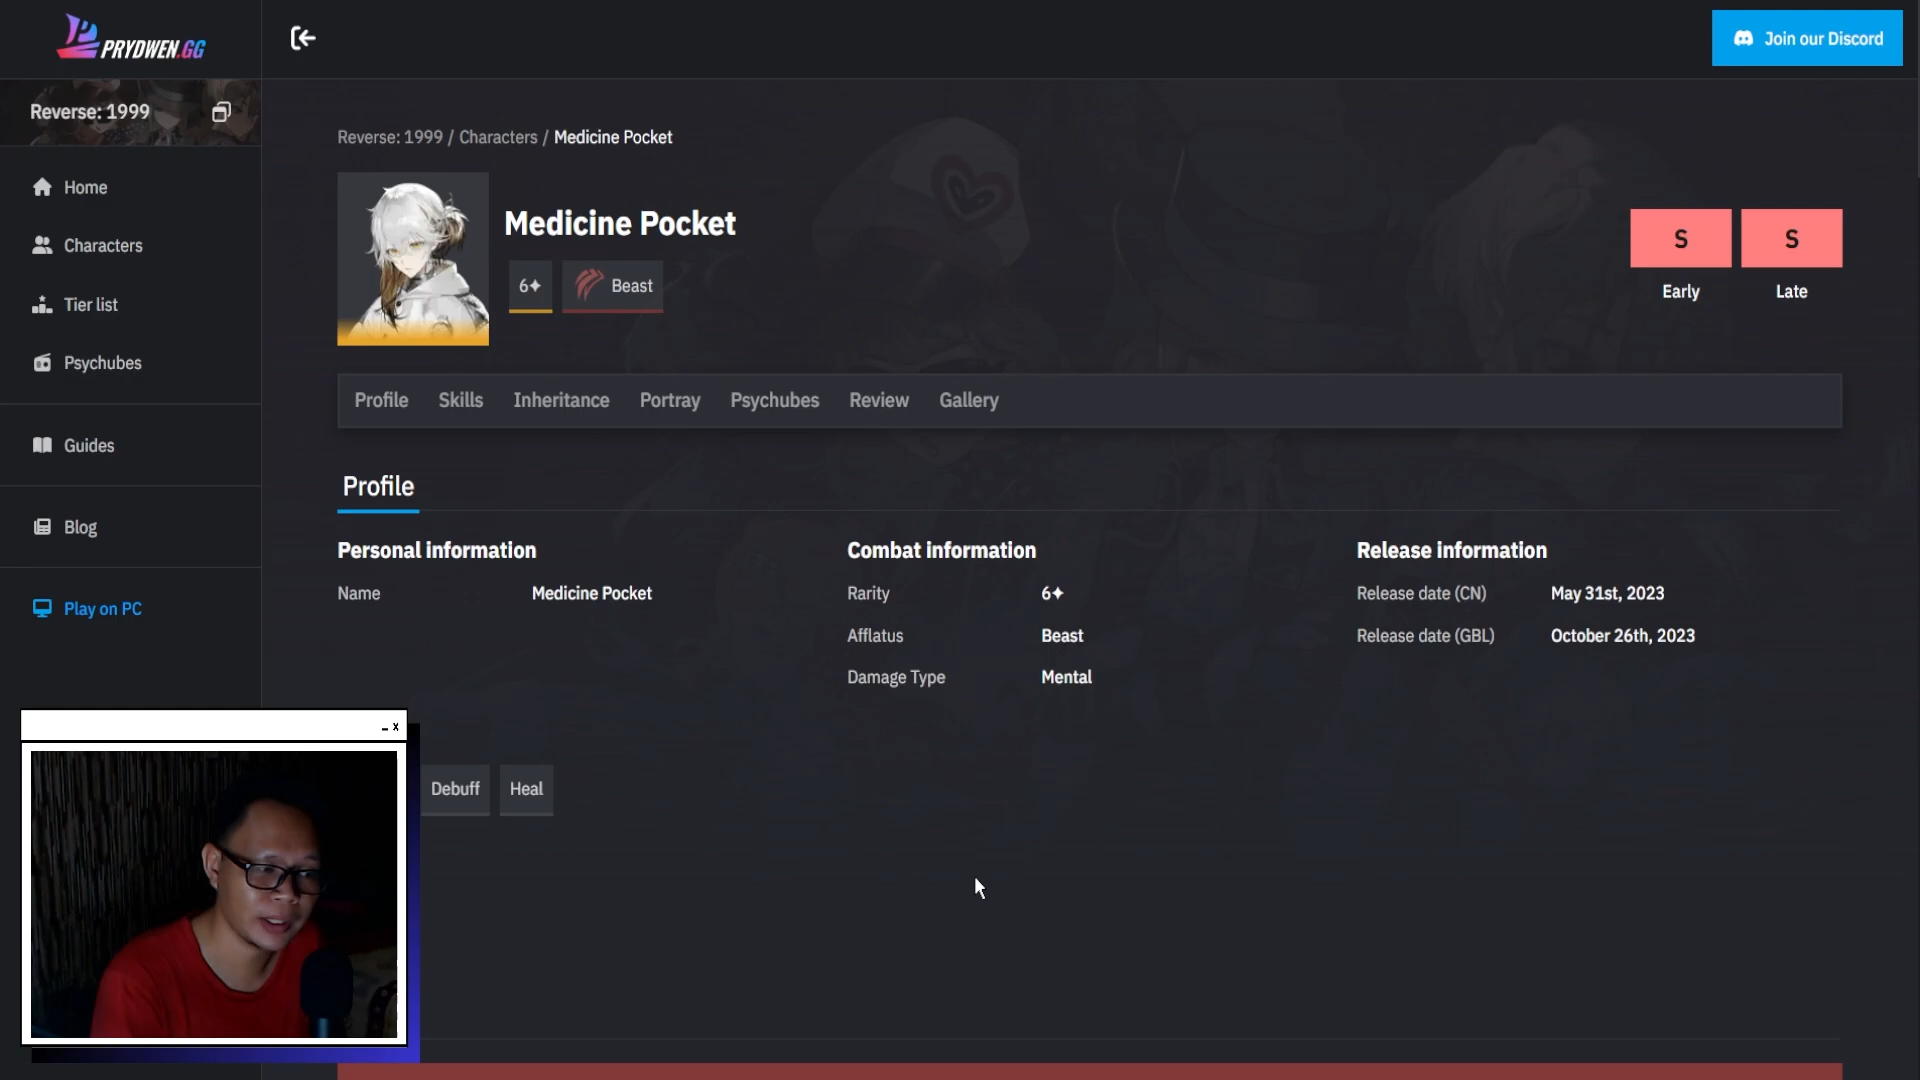 PRYDWEN.GG
Join our Discord
Reverse: 1999
Home
Characters
Tier list
Psychubes
Guides
Blog
Play on PC
Reverse: 1999 / Characters / Medicine Pocket
Medicine Pocket
6✦
Beast
S
S
Early
Late
Profile
Skills
Inheritance
Portray
Psychubes
Review
Gallery
Profile
Personal information
Name
Medicine Pocket
Combat information
Rarity
6✦
Afflatus
Beast
Damage Type
Mental
Release information
Release date (CN)
May 31st, 2023
Release date (GBL)
October 26th, 2023
Debuff
Heal